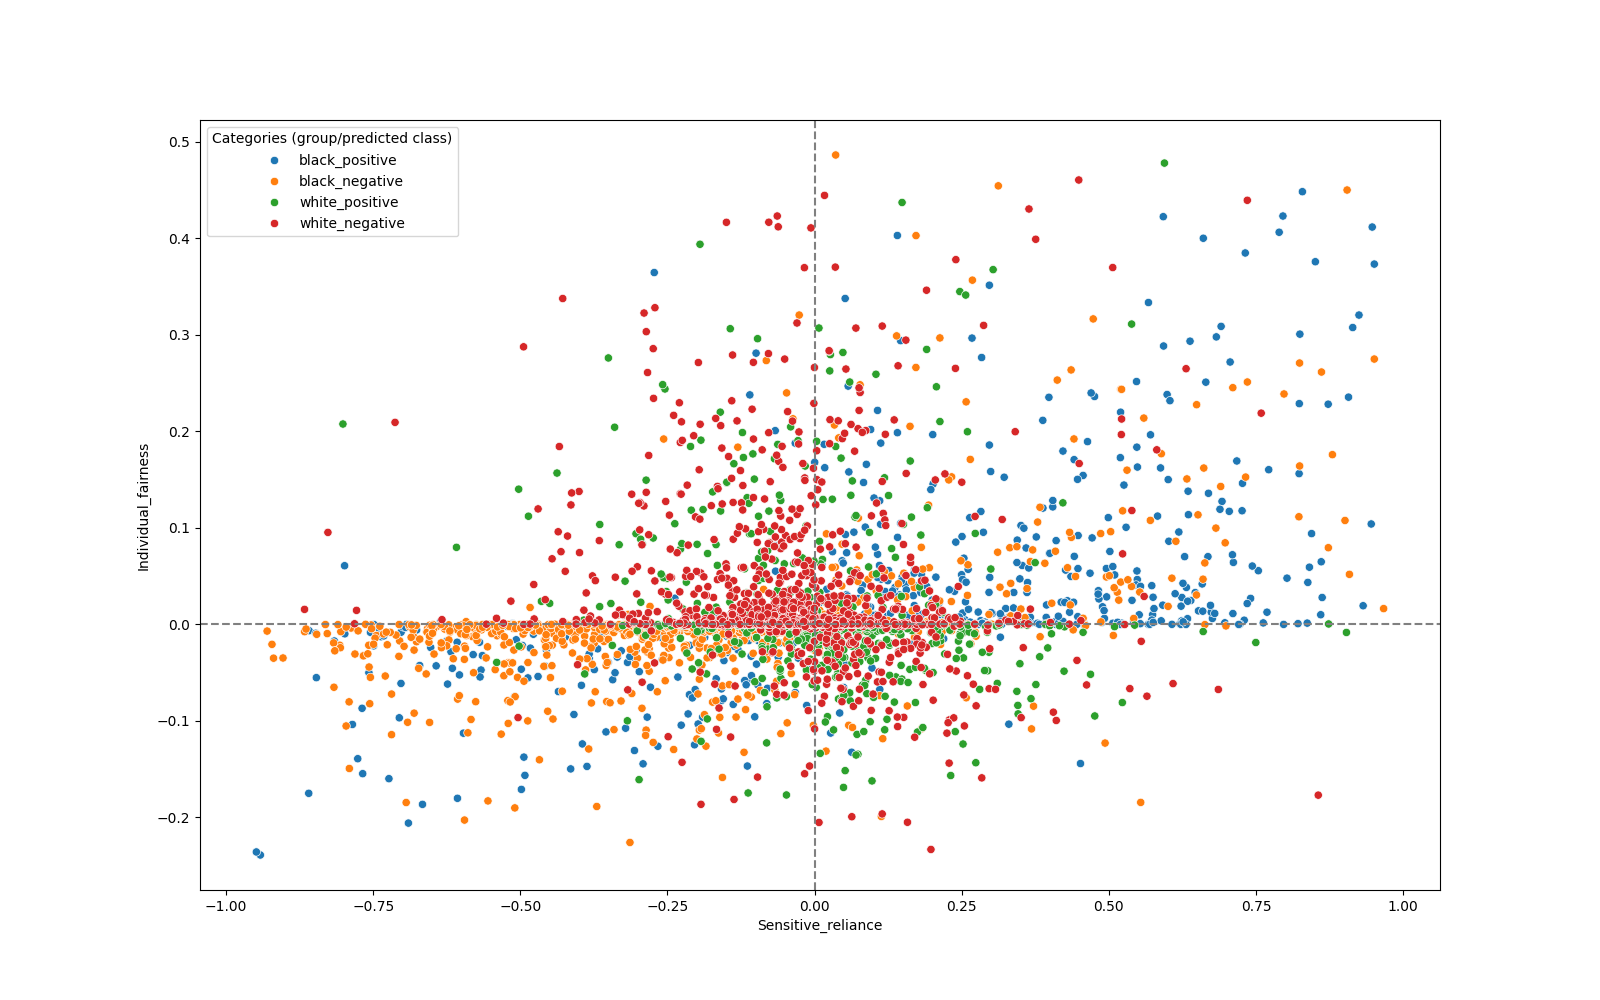 Categories (group/predicted class)
black_positive
black_negative
white_positive
white_negative
0.5
0.4
0.3
0.2
0.1
0.0
−0.1
−0.2
Individual_fairness
−1.00
−0.75
−0.50
−0.25
0.00
0.25
0.50
0.75
1.00
Sensitive_reliance